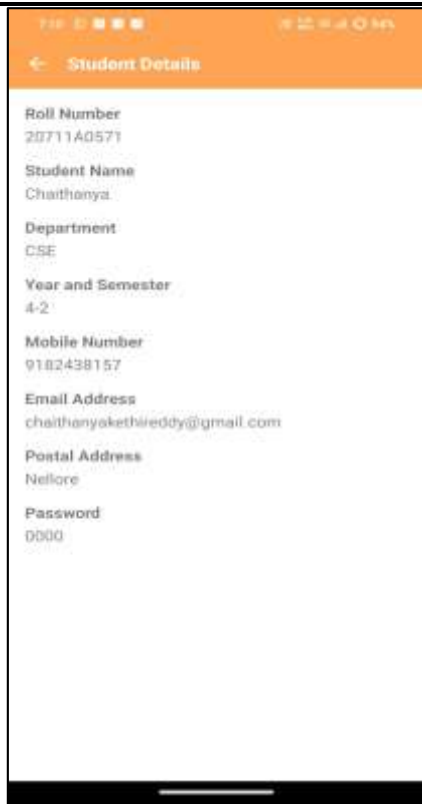 Student Details
Roll Number
20711A0571
Student Name
Chaithanya
Department
CSE
Year and Semester
4-2
Mobile Number
9182438157
Email Address
chaithanyakethireddy@gmail.com
Postal Address
Nellore
Password
0000